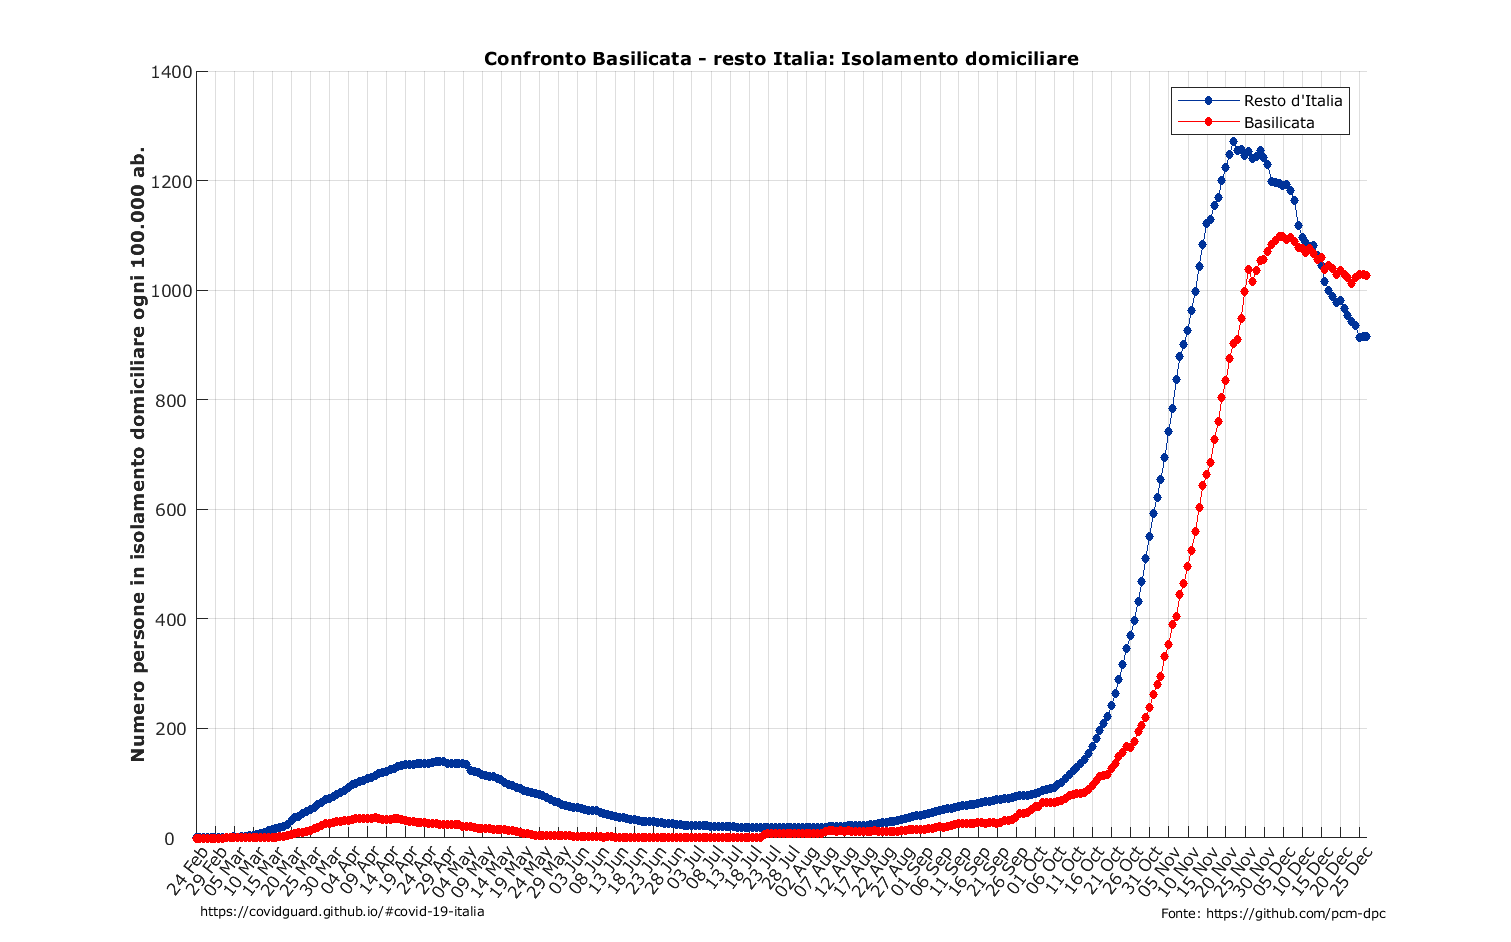 Confronto Basilicata - resto Italia: Isolamento domiciliare
Numero persone in isolamento domiciliare ogni 100.000 ab.
1400
1200
1000
800
600
400
200
0
Resto d'Italia
Basilicata
24 Feb
29 Feb
05 Mar
10 Mar
15 Mar
20 Mar
25 Mar
30 Mar
04 Apr
09 Apr
14 Apr
19 Apr
24 Apr
29 Apr
04 May
09 May
14 May
19 May
24 May
29 May
03 Jun
08 Jun
13 Jun
18 Jun
23 Jun
28 Jun
03 Jul
08 Jul
13 Jul
18 Jul
23 Jul
28 Jul
02 Aug
07 Aug
12 Aug
17 Aug
22 Aug
27 Aug
01 Sep
06 Sep
11 Sep
16 Sep
21 Sep
26 Sep
01 Oct
06 Oct
11 Oct
16 Oct
21 Oct
26 Oct
31 Oct
05 Nov
10 Nov
15 Nov
20 Nov
25 Nov
30 Nov
05 Dec
10 Dec
15 Dec
20 Dec
25 Dec
https://covidguard.github.io/#covid-19-italia
Fonte: https://github.com/pcm-dpc